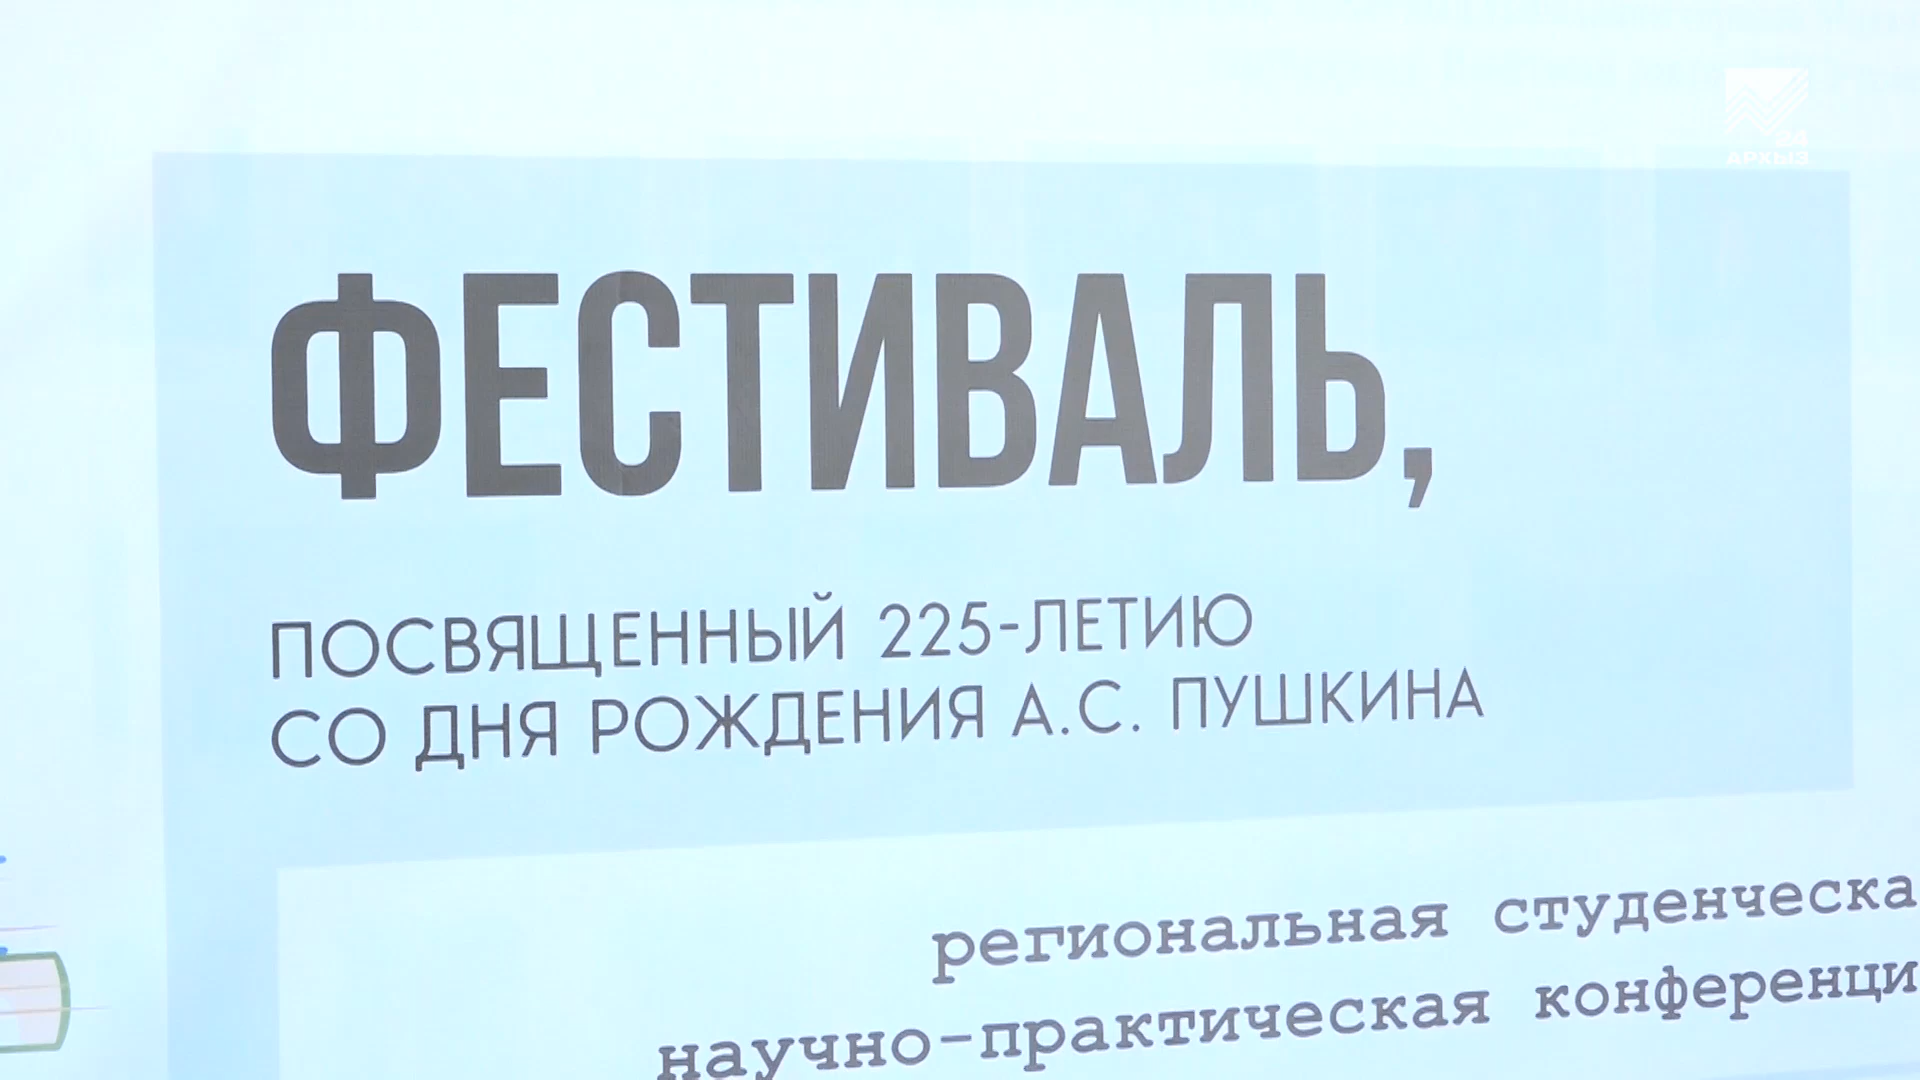 24
АРХЫЗ
ФЕСТИВАЛЬ,
ПОСВЯЩЕННЫЙ 225-ЛЕТИЮ
СО ДНЯ РОЖДЕНИЯ А.С. ПУШКИНА
региональная студенческа
научно-практическая конференци